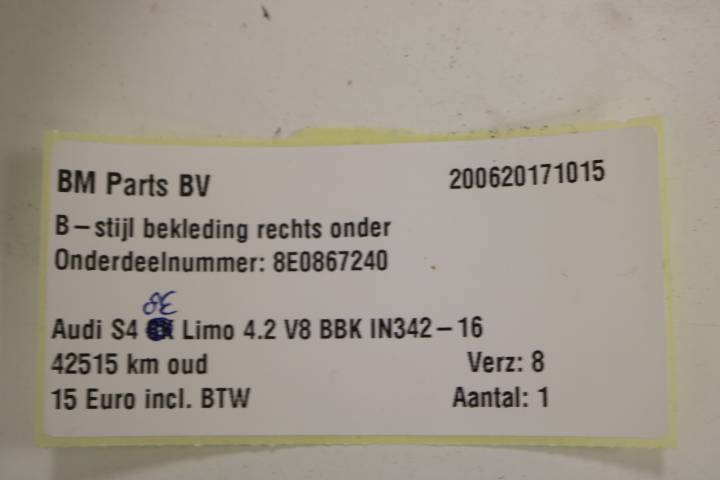 BM Parts BV 200620171015
B-stijl bekleding rechts onder
Onderdeelnummer: 8E0867240
8E
Audi S4 Limo 4.2 V8 BBK IN342-16
42515 km oud Verz: 8
15 Euro incl. BTW Aantal: 1